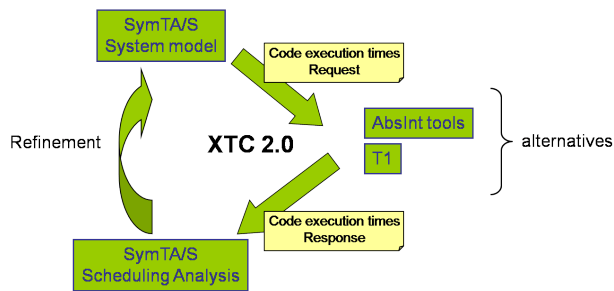 SymTA/S
System model
Code execution times
Request
AbsInt tools
T1
alternatives
Refinement
XTC 2.0
Code execution times
Response
SymTA/S
Scheduling Analysis